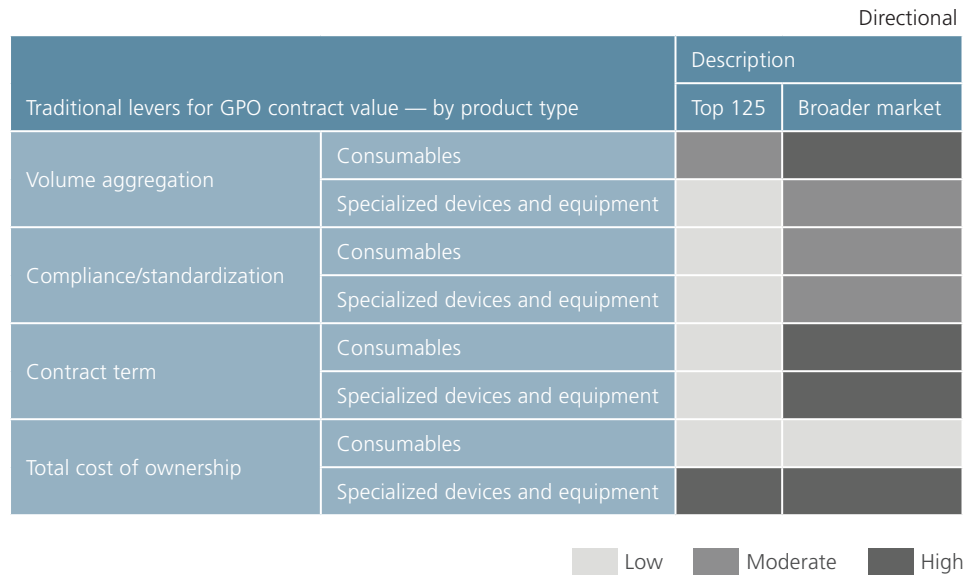 Directional
Description
Traditional levers for GPO contract value — by product type
Top 125
Broader market
Volume aggregation
Consumables
Specialized devices and equipment
Compliance/standardization
Consumables
Specialized devices and equipment
Contract term
Consumables
Specialized devices and equipment
Total cost of ownership
Consumables
Specialized devices and equipment
Low
Moderate
High